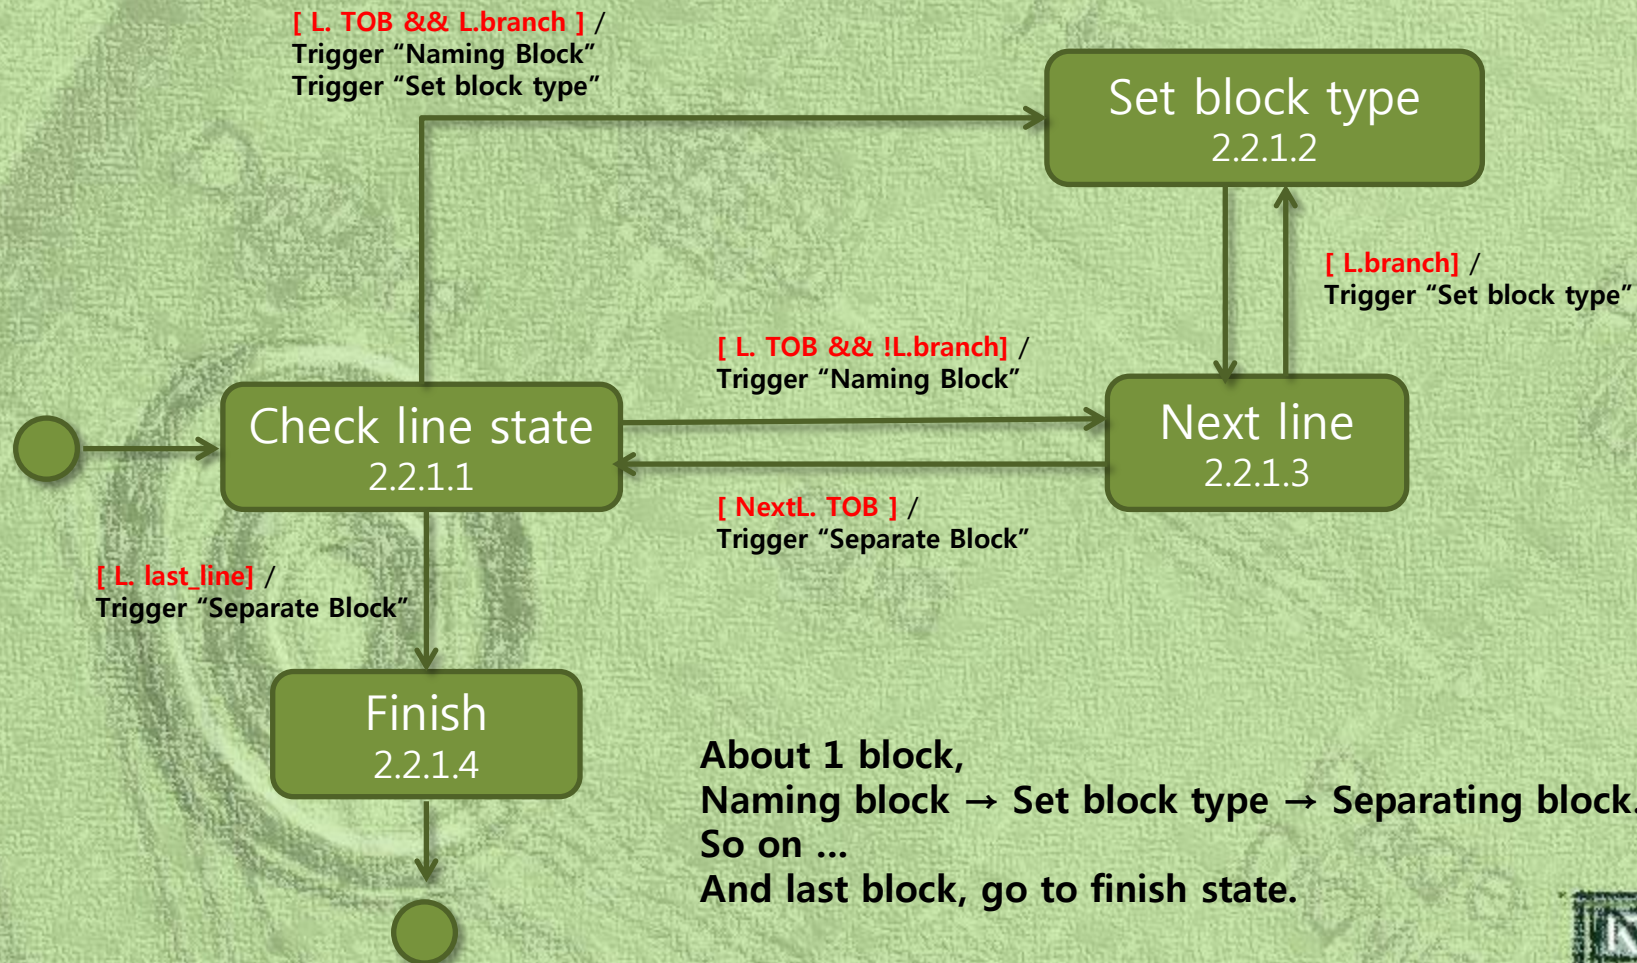 [ L. TOB && L.branch ] /
Trigger “Naming Block”
Trigger “Set block type”
Set block type
2.2.1.2
[ L.branch] /
Trigger “Set block type”
[ L. TOB && !L.branch] /
Trigger “Naming Block”
Check line state
2.2.1.1
Next line
2.2.1.3
[ NextL. TOB ] /
Trigger “Separate Block”
[ L. last_line] /
Trigger “Separate Block”
Finish
2.2.1.4
About 1 block,
Naming block → Set block type → Separating block.
So on ...
And last block, go to finish state.